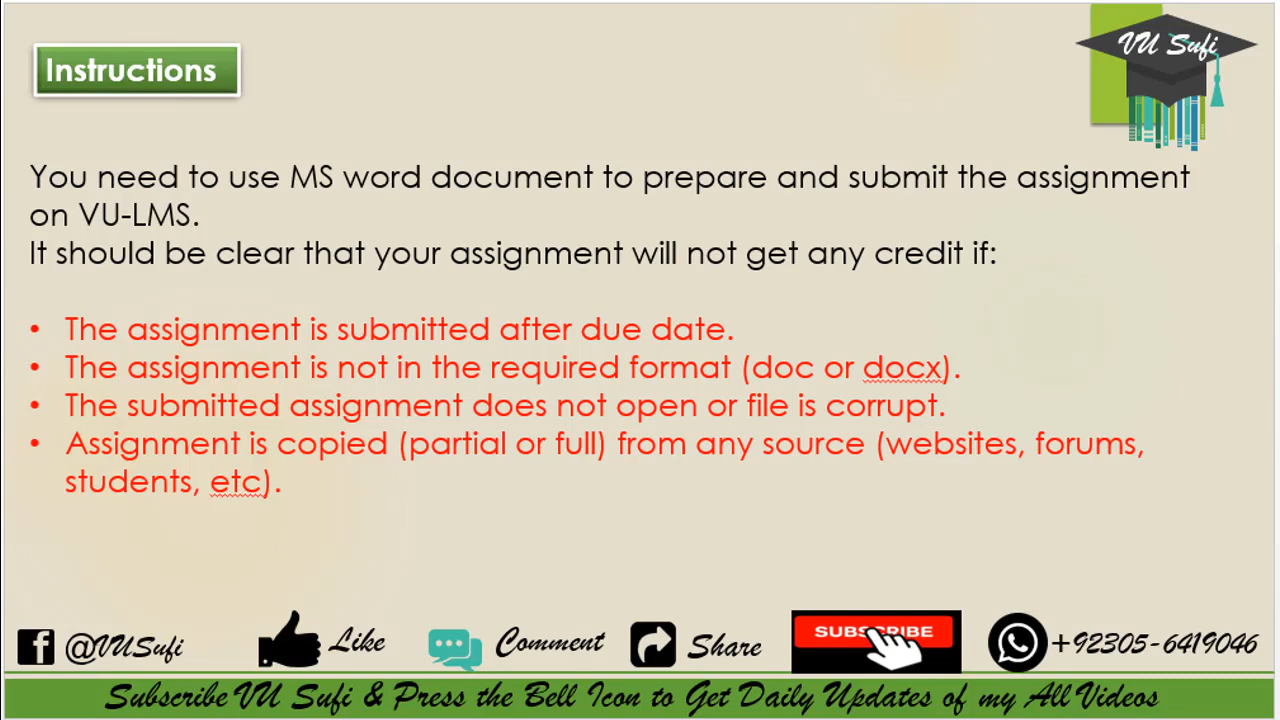 Instructions
VU Sufi
You need to use MS word document to prepare and submit the assignment
on VU-LMS.
It should be clear that your assignment will not get any credit if:
• The assignment is submitted after due date.
• The assignment is not in the required format (doc or docx).
• The submitted assignment does not open or file is corrupt.
• Assignment is copied (partial or full) from any source (websites, forums,
students, etc).
@VUSufi Like Comment Share SUBSCRIBE +92305-6419046
Subscribe VU Sufi & Press the Bell Icon to Get Daily Updates of my All Videos